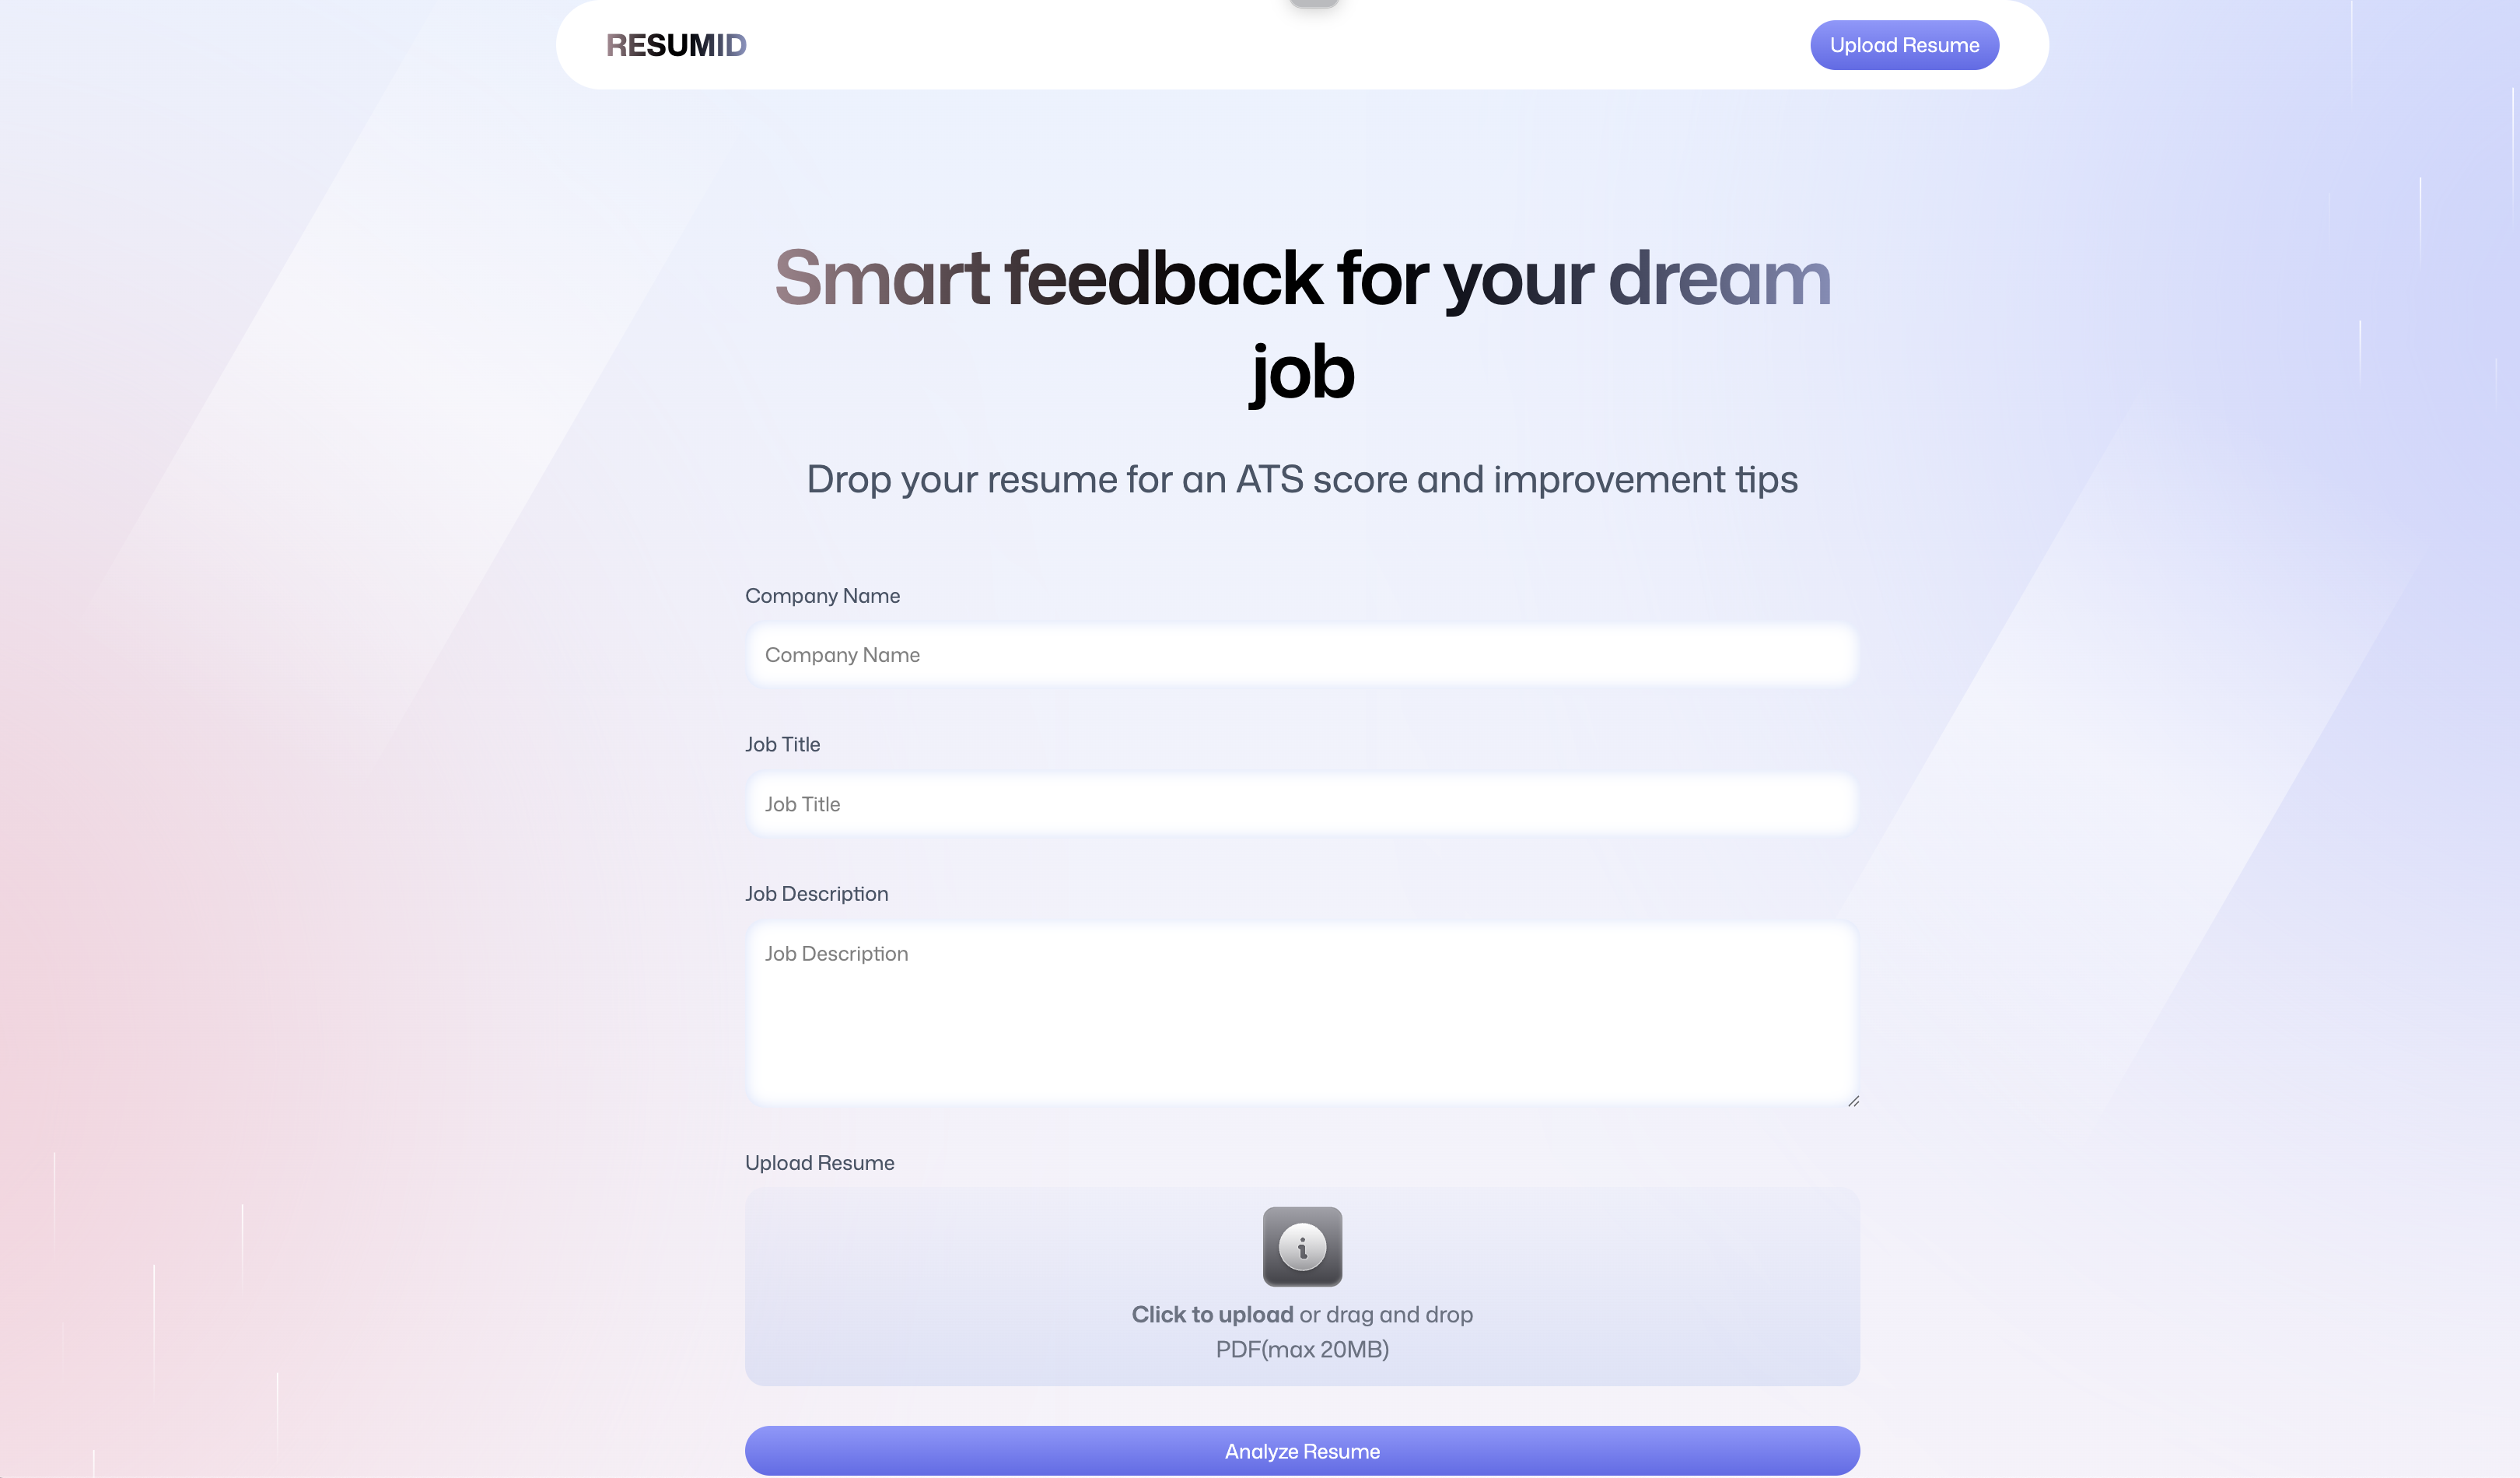 RESUMID
Upload Resume
Smart feedback for your dream
job
Drop your resume for an ATS score and improvement tips
Company Name
Company Name
Job Title
Job Title
Job Description
Job Description
Upload Resume
Click to upload or drag and drop
PDF(max 20MB)
Analyze Resume